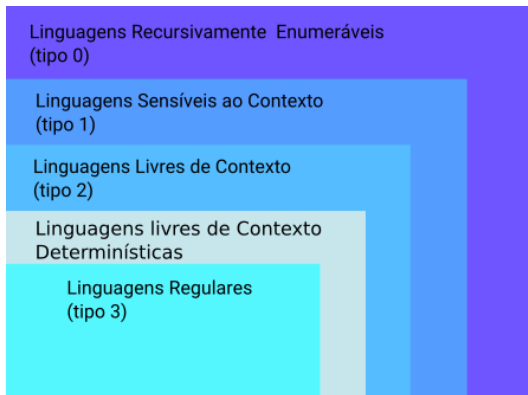 Linguagens Recursivamente Enumeráveis
(tipo 0)
Linguagens Sensíveis ao Contexto
(tipo 1)
Linguagens Livres de Contexto
(tipo 2)
Linguagens livres de Contexto
Determinísticas
Linguagens Regulares
(tipo 3)